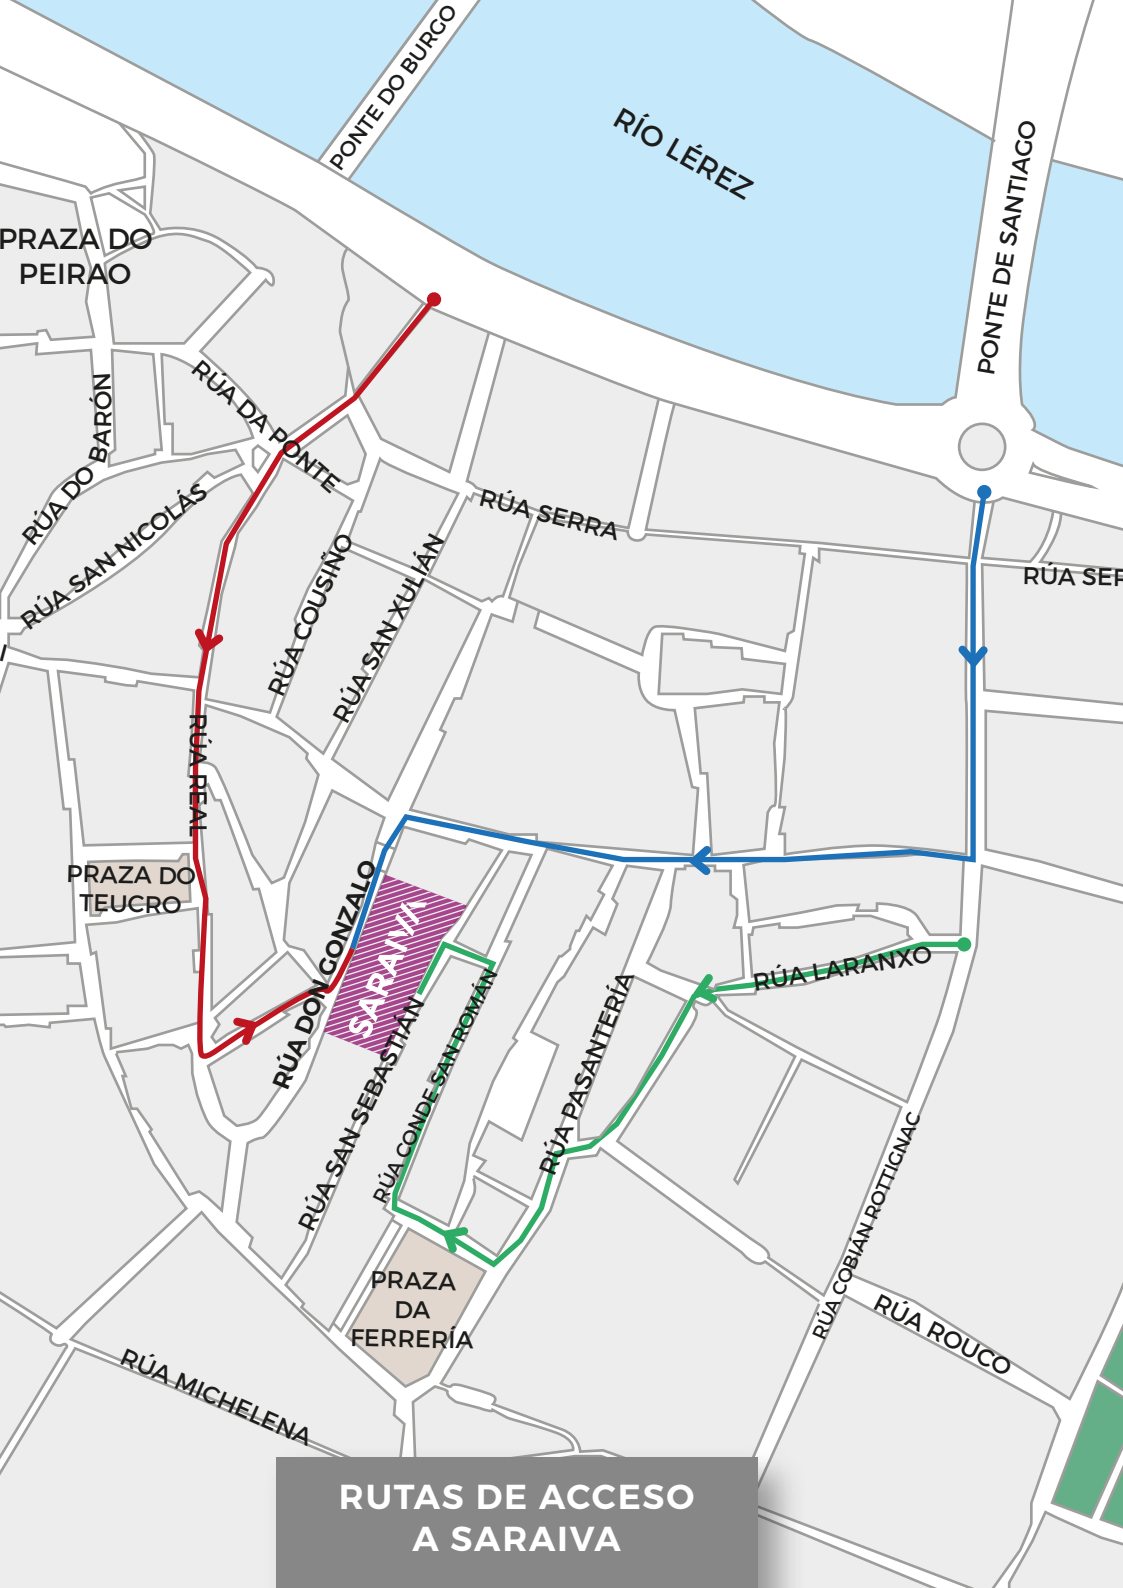 PONTE DO BURGO
RÍO LÉREZ
PONTE DE SANTIAGO
PRAZA DO
PEIRAO
RÚA DA PONTE
RÚA DO BARÓN
RÚA SAN NICOLÁS
RÚA SERRA
RÚA SER
RÚA COUSIÑO
RÚA SAN XULIÁN
I
RÚA REAL
PRAZA DO
TEUCRO
RÚA DON GONZALO
SARAIVA
RÚA LARANXO
RÚA SAN SEBASTIÁN
RÚA CONDE SAN ROMÁN
RÚA PASANTERÍA
RÚA COBIÁN ROTTIGNAC
PRAZA
DA
FERRERÍA
RÚA ROUCO
RÚA MICHELENA
RUTAS DE ACCESO
A SARAIVA